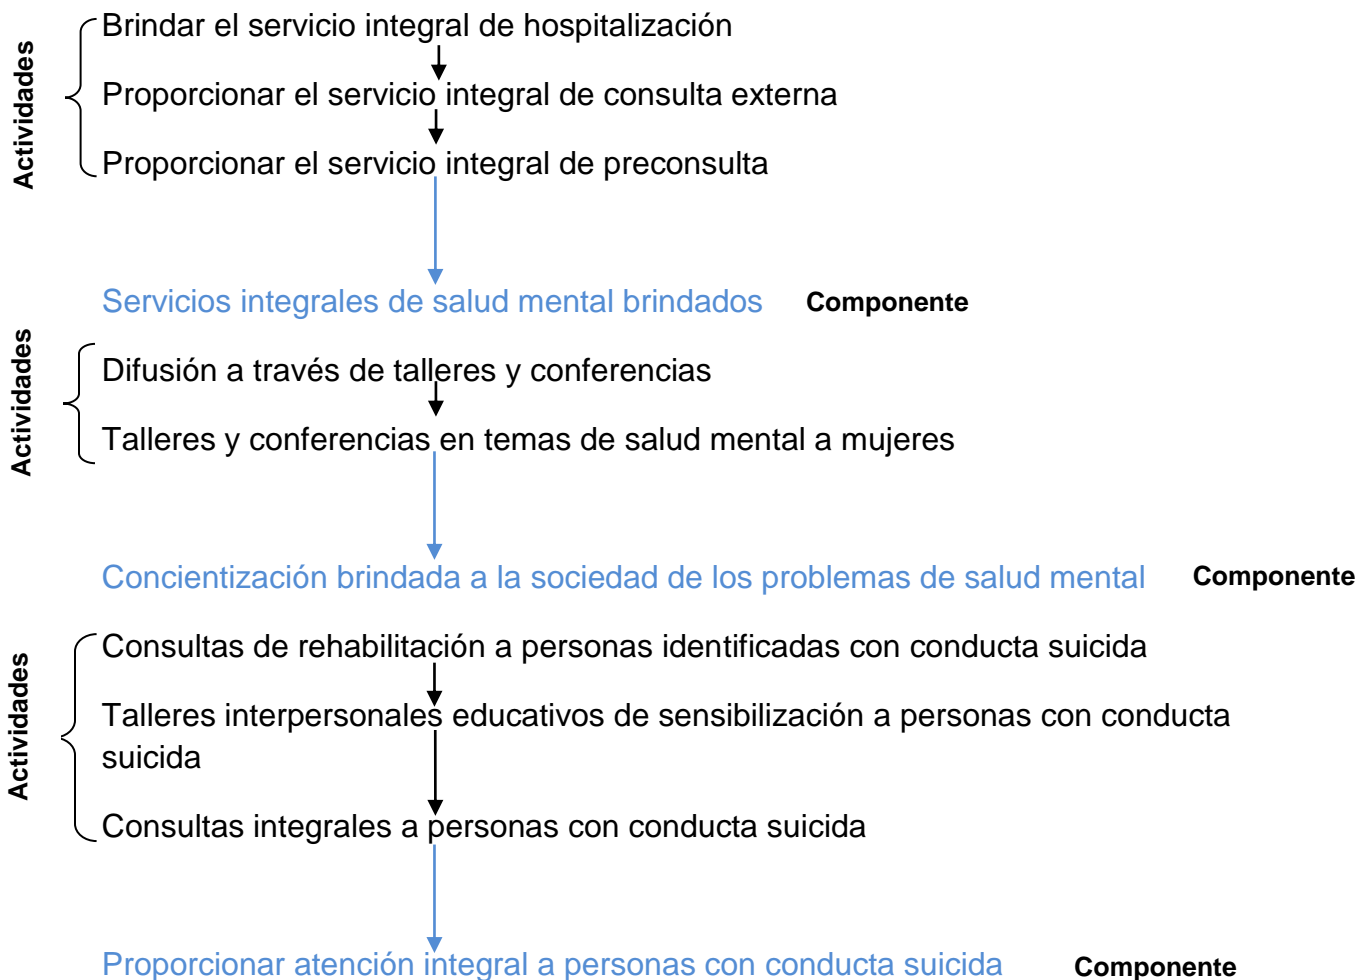 Actividades
Brindar el servicio integral de hospitalización
Proporcionar el servicio integral de consulta externa
Proporcionar el servicio integral de preconsulta
Servicios integrales de salud mental brindados
Componente
Actividades
Difusión a través de talleres y conferencias
Talleres y conferencias en temas de salud mental a mujeres
Concientización brindada a la sociedad de los problemas de salud mental
Componente
Actividades
Consultas de rehabilitación a personas identificadas con conducta suicida
Talleres interpersonales educativos de sensibilización a personas con conducta
suicida
Consultas integrales a personas con conducta suicida
Proporcionar atención integral a personas con conducta suicida
Componente